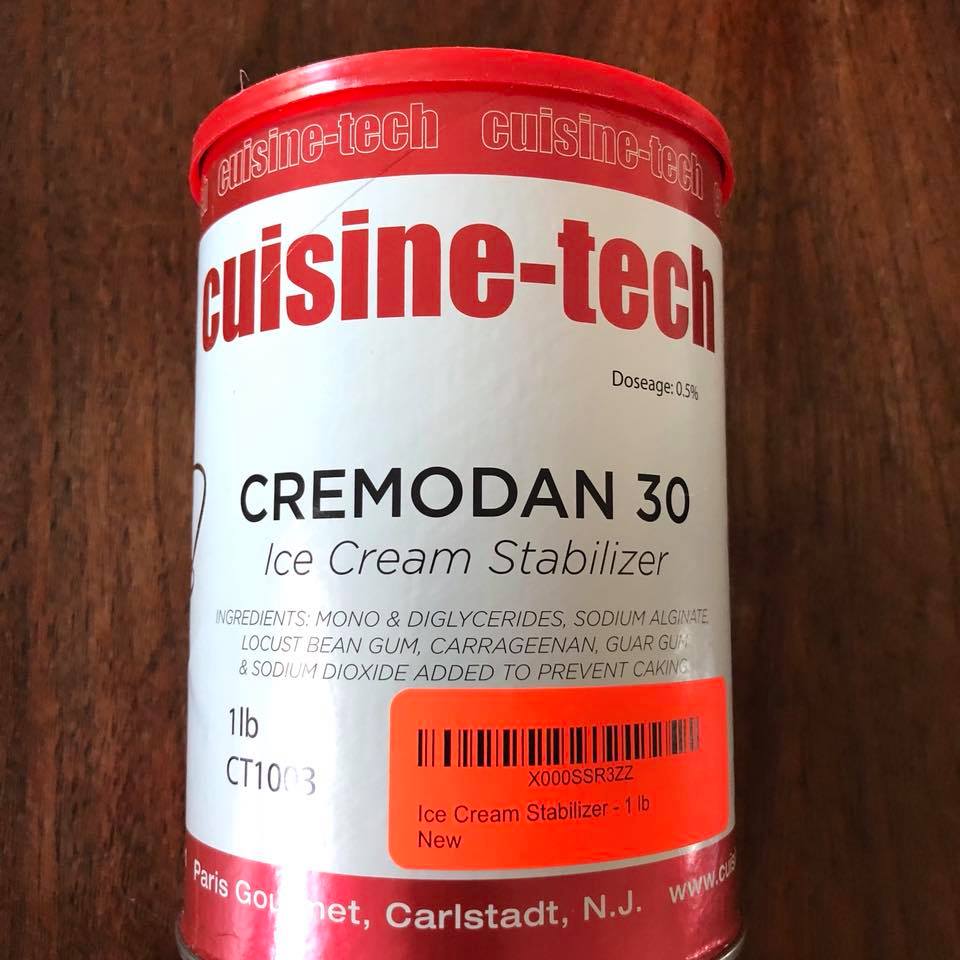 cuisine-tech cuisine-tech
cuisine-tech
Doseage: 0.5%
CREMODAN 30
Ice Cream Stabilizer
INGREDIENTS: MONO & DIGLYCERIDES, SODIUM ALGINATE,
LOCUST BEAN GUM, CARRAGEENAN, GUAR GUM
& SODIUM DIOXIDE ADDED TO PREVENT CAKING
1lb
CT1003
X000SSR3ZZ
Ice Cream Stabilizer - 1 lb
New
Paris Gourmet, Carlstadt, N.J.